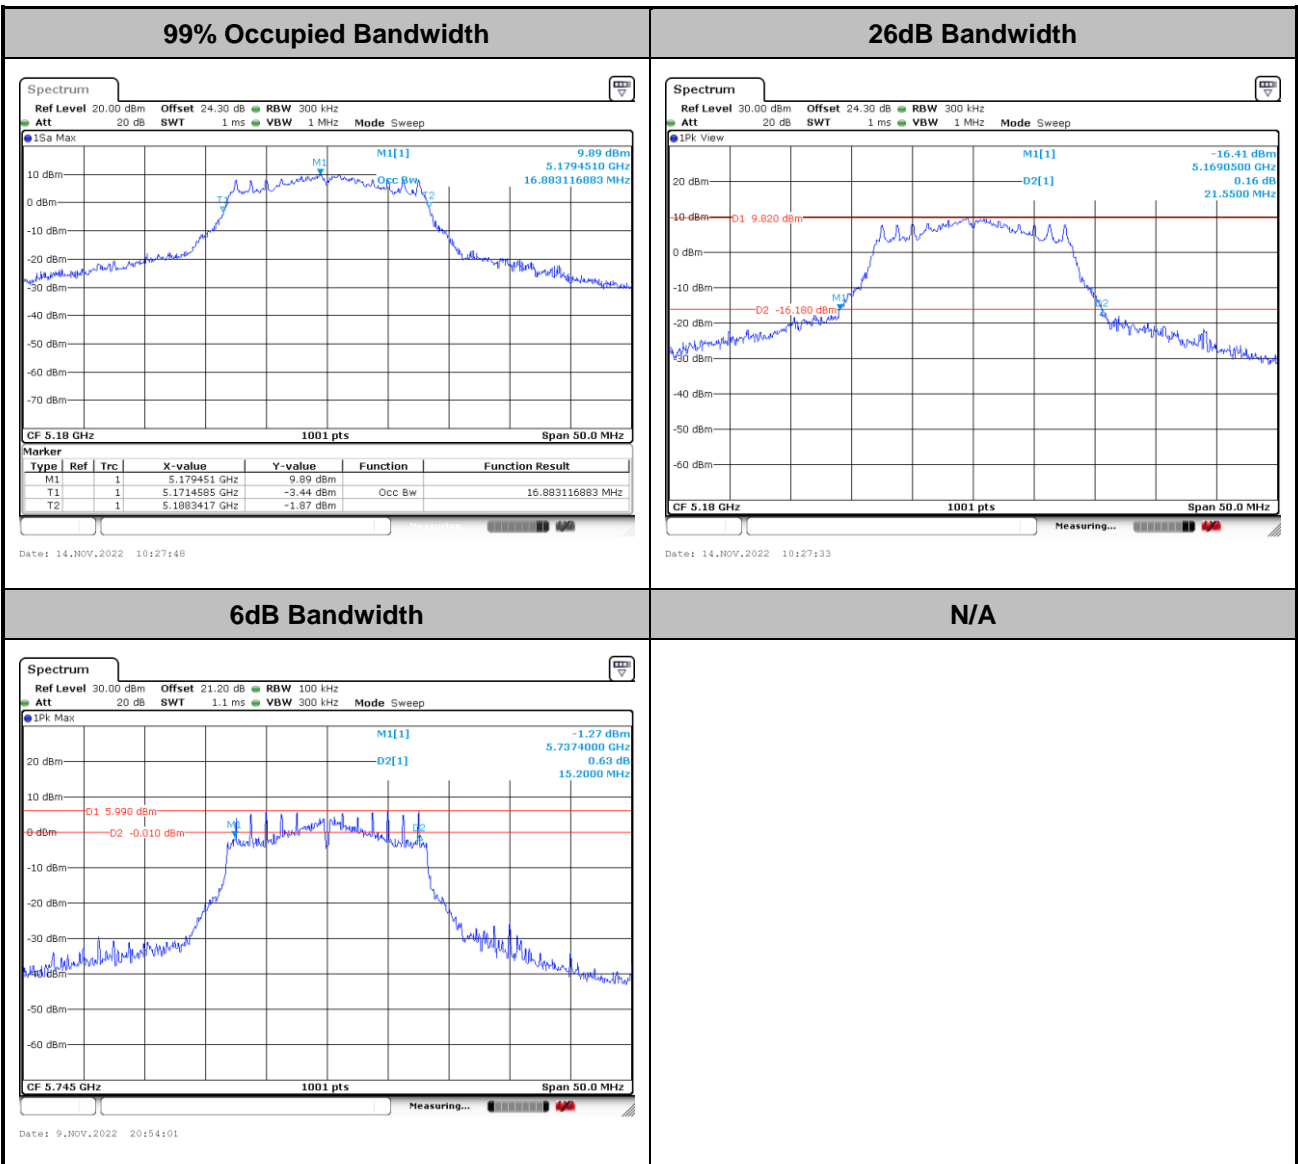 99% Occupied Bandwidth
26dB Bandwidth
Spectrum
Ref Level 20.00 dBm Offset 24.30 dB RBW 300 kHz
Att 20 dB SWT 1 ms VBW 1 MHz Mode Sweep
1Sa Max
M1[1] 9.89 dBm
5.1794510 GHz
Occ Bw 16.883116883 MHz
M1
T1
T2
10 dBm
0 dBm
-10 dBm
-20 dBm
-30 dBm
-40 dBm
-50 dBm
-60 dBm
-70 dBm
CF 5.18 GHz 1001 pts Span 50.0 MHz
Marker
Type Ref Trc X-value Y-value Function Function Result
M1 1 5.179451 GHz 9.89 dBm
T1 1 5.1714585 GHz -3.44 dBm Occ Bw 16.883116883 MHz
T2 1 5.1883417 GHz -1.87 dBm
Measuring...
Date: 14.NOV.2022 10:27:48
Spectrum
Ref Level 30.00 dBm Offset 24.30 dB RBW 300 kHz
Att 20 dB SWT 1 ms VBW 1 MHz Mode Sweep
1Pk View
M1[1] -16.41 dBm
5.1690500 GHz
D2[1] 0.16 dB
21.5500 MHz
20 dBm
10 dBm
D1 9.820 dBm
0 dBm
-10 dBm
M1
D2
D2 -16.180 dBm
-20 dBm
-30 dBm
-40 dBm
-50 dBm
-60 dBm
CF 5.18 GHz 1001 pts Span 50.0 MHz
Measuring...
Date: 14.NOV.2022 10:27:33
6dB Bandwidth
N/A
Spectrum
Ref Level 30.00 dBm Offset 21.20 dB RBW 100 kHz
Att 20 dB SWT 1.1 ms VBW 300 kHz Mode Sweep
1Pk Max
M1[1] -1.27 dBm
5.7374000 GHz
D2[1] 0.63 dB
15.2000 MHz
20 dBm
10 dBm
D1 5.990 dBm
M1
D2
0 dBm
D2 -0.010 dBm
-10 dBm
-20 dBm
-30 dBm
-40 dBm
-50 dBm
-60 dBm
CF 5.745 GHz 1001 pts Span 50.0 MHz
Measuring...
Date: 9.NOV.2022 20:54:01